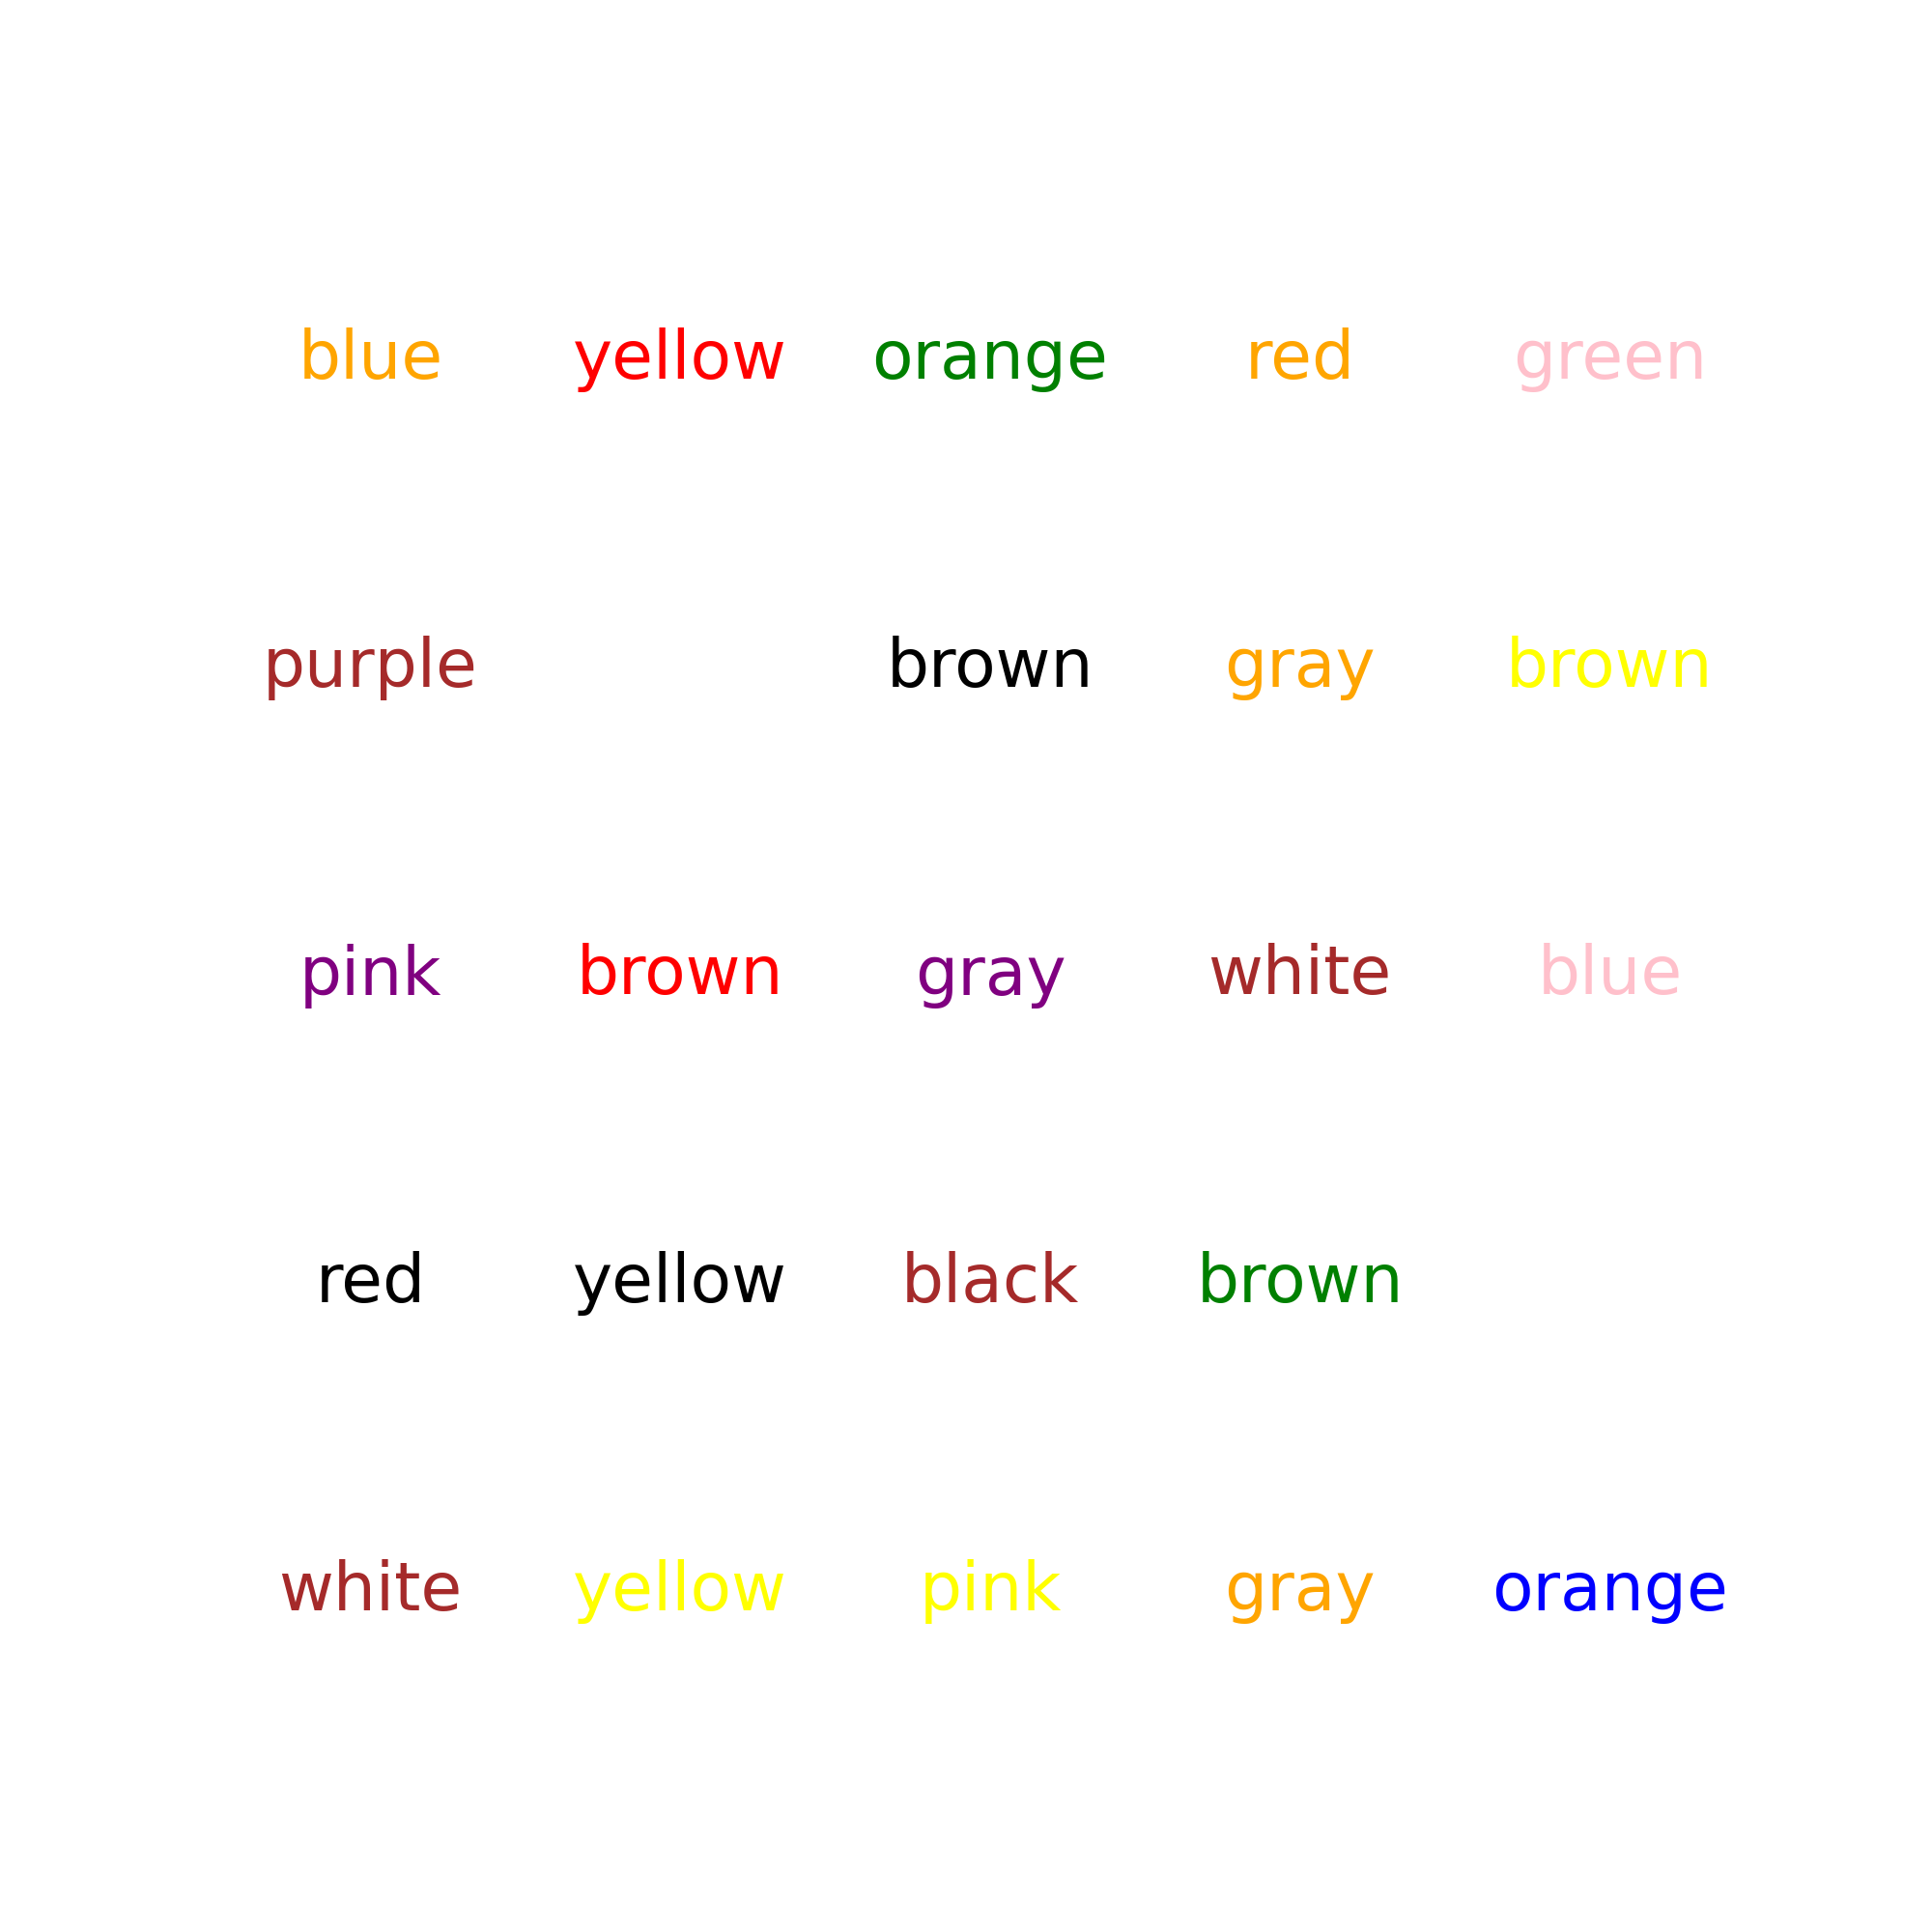 blue yellow orange red green
purple brown gray brown
pink brown gray white blue
red yellow black brown
white yellow pink gray orange